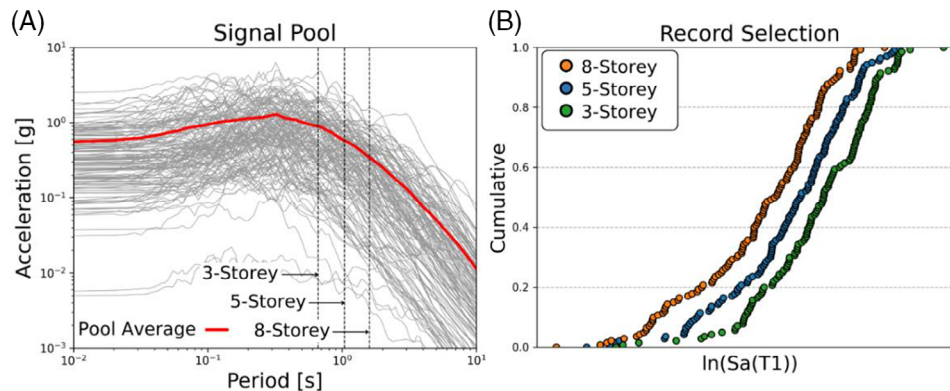 (A)
Signal Pool
Acceleration [g]
10¹
10⁰
10⁻¹
10⁻²
10⁻³
3-Storey
5-Storey
Pool Average
8-Storey
10⁻²
10⁻¹
10⁰
10¹
Period [s]
(B)
Record Selection
Cumulative
1.0
0.8
0.6
0.4
0.2
0.0
8-Storey
5-Storey
3-Storey
ln(Sa(T1))